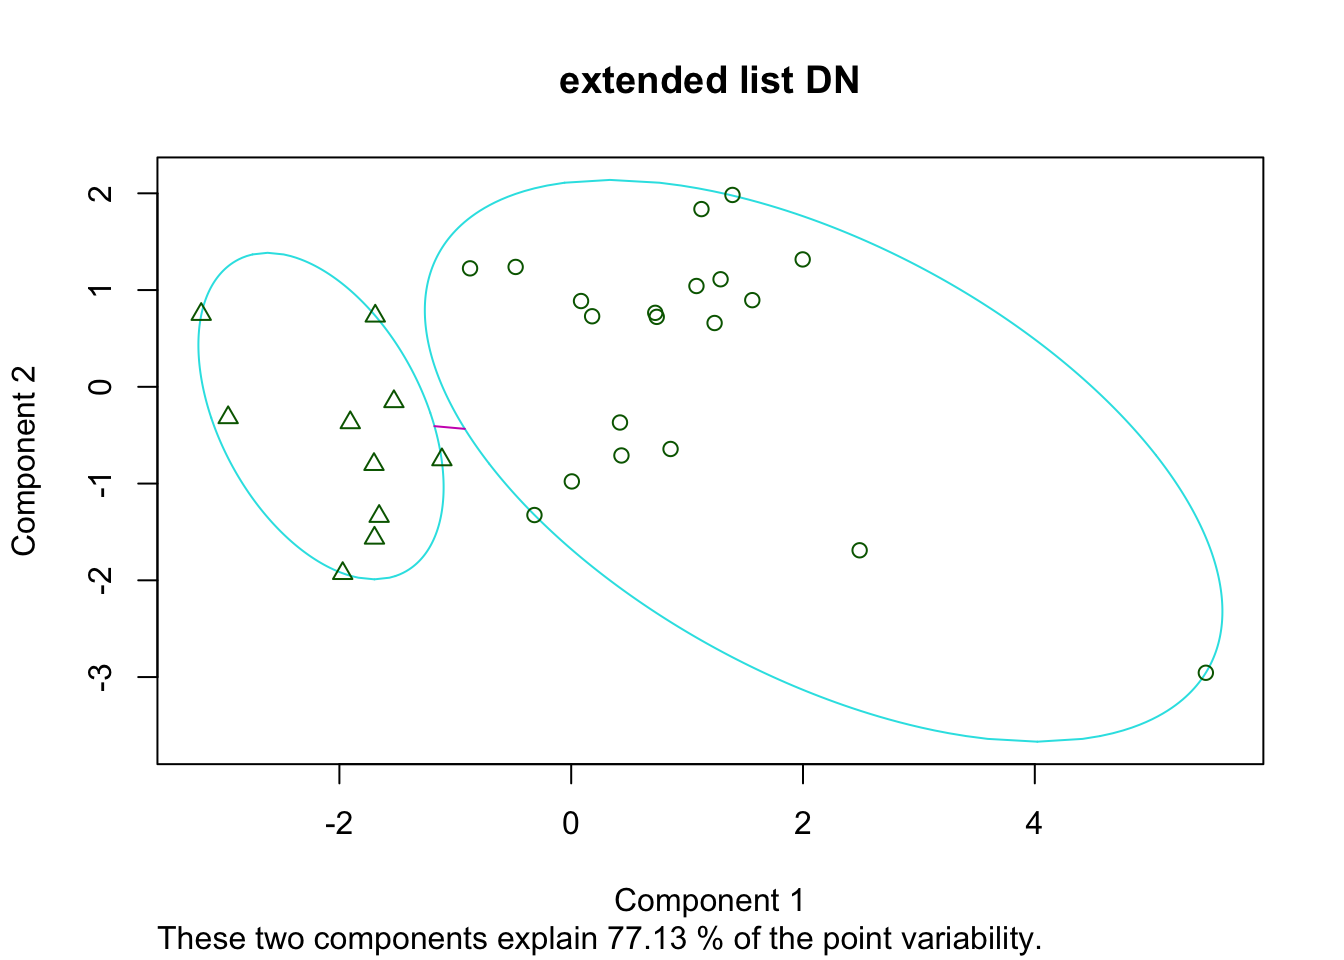 extended list DN
2
1
0
-1
-2
-3
Component 2
-2 0 2 4
Component 1
These two components explain 77.13 % of the point variability.